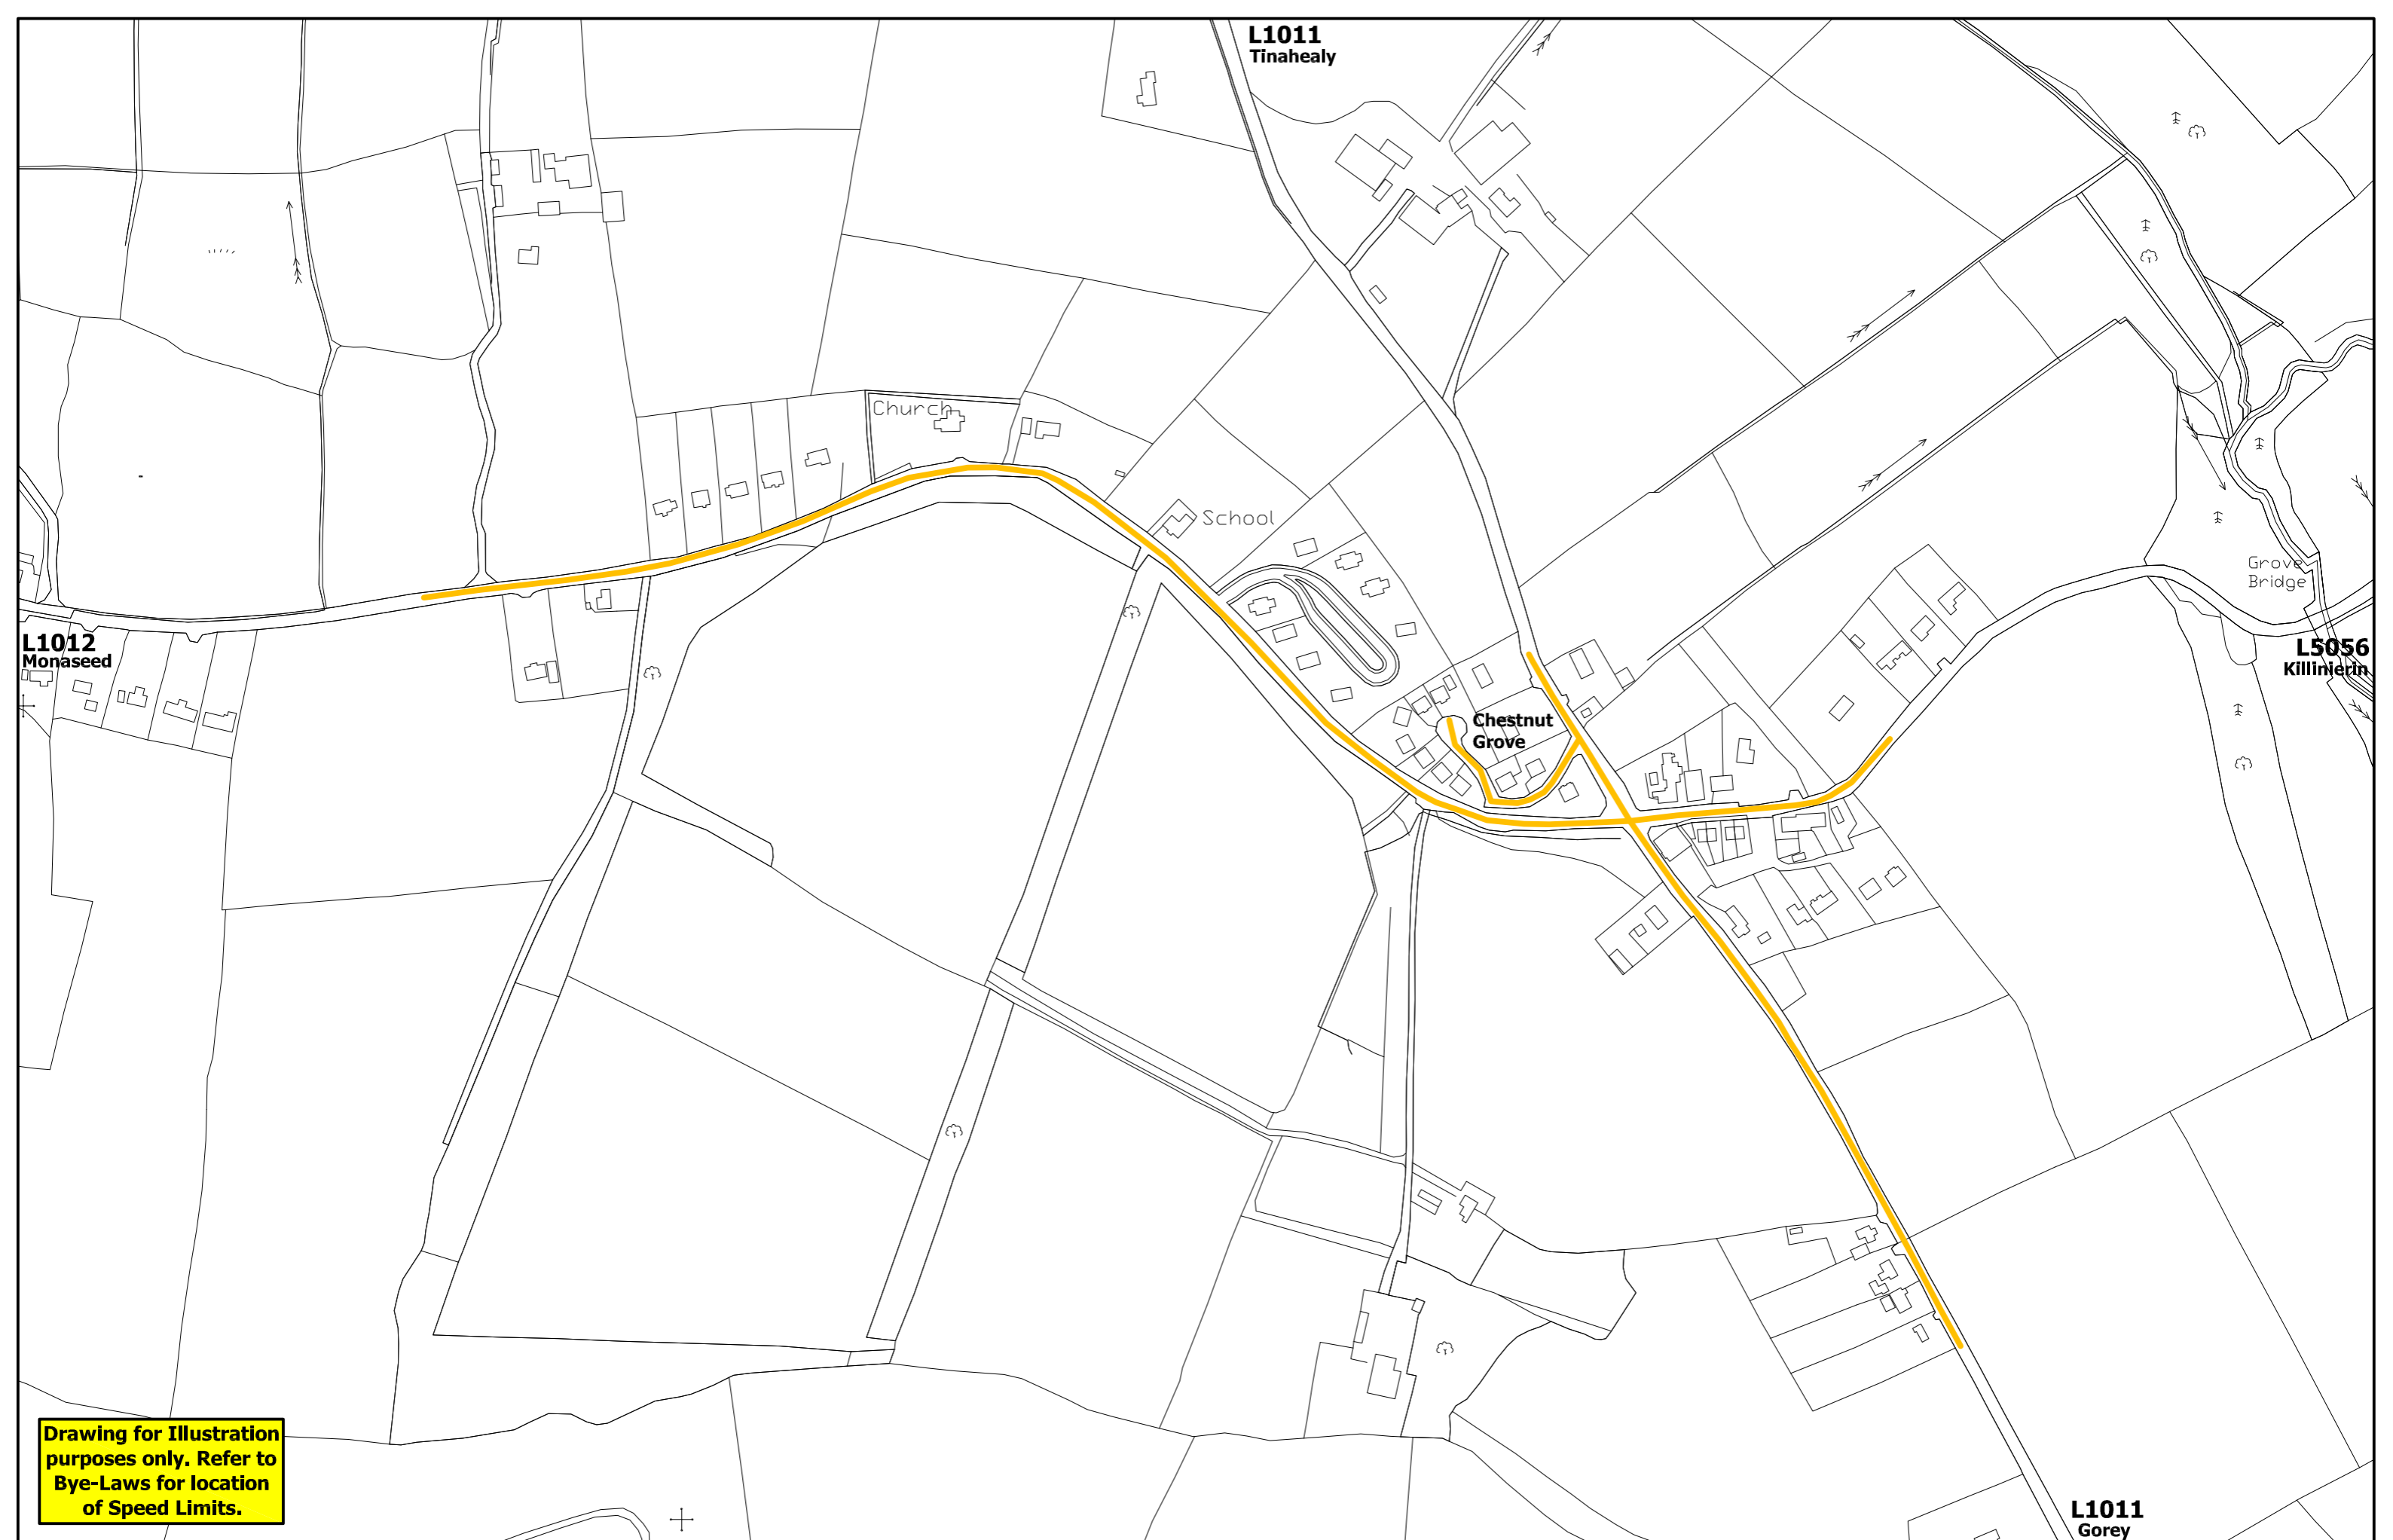 L1011
Tinahealy
Church
School
Grove
Bridge
L1012
Monaseed
L5056
Killinierin
Chestnut
Grove
Drawing for Illustration
purposes only. Refer to
Bye-Laws for location
of Speed Limits.
L1011
Gorey